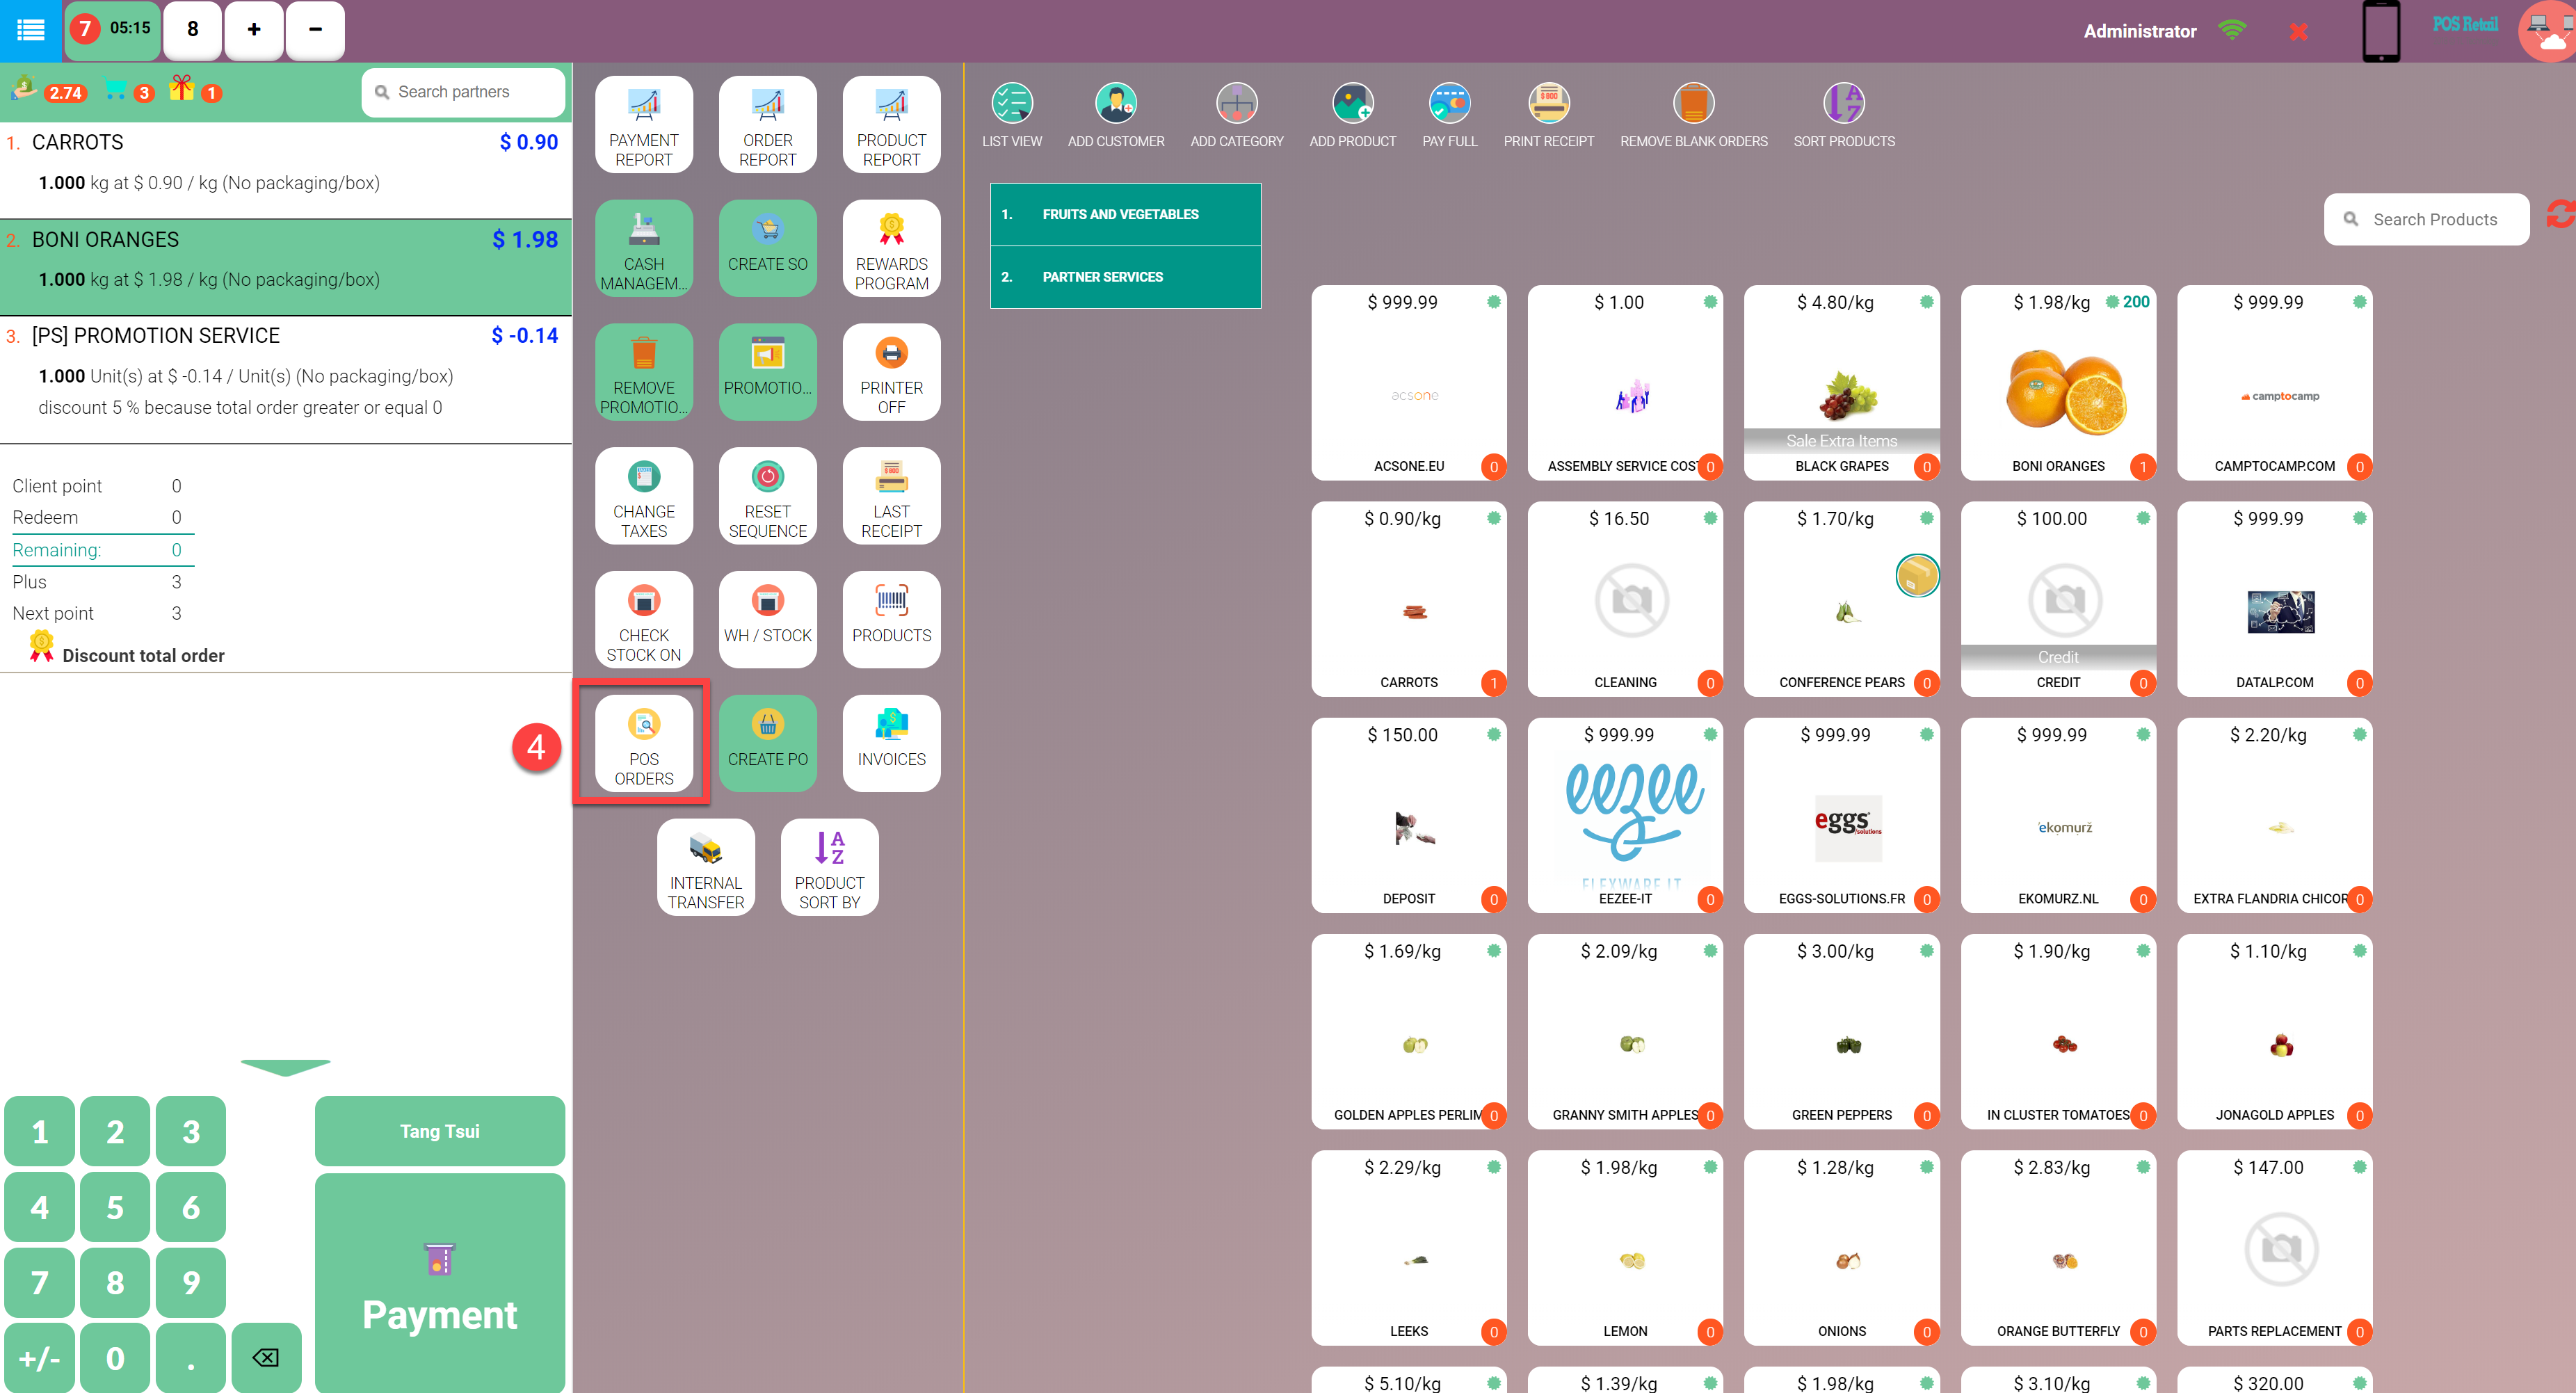 7 05:15
8
+
−
Administrator
POS Retail
2.74
3
1
Search partners
1. CARROTS $ 0.90
1.000 kg at $ 0.90 / kg (No packaging/box)
2. BONI ORANGES $ 1.98
1.000 kg at $ 1.98 / kg (No packaging/box)
3. [PS] PROMOTION SERVICE $ -0.14
1.000 Unit(s) at $ -0.14 / Unit(s) (No packaging/box)
discount 5 % because total order greater or equal 0
Client point 0
Redeem 0
Remaining: 0
Plus 3
Next point 3
Discount total order
1 2 3
4 5 6
7 8 9
+/- 0 .
Tang Tsui
Payment
PAYMENT REPORT
ORDER REPORT
PRODUCT REPORT
CASH MANAGEM...
CREATE SO
REWARDS PROGRAM
REMOVE PROMOTIO...
PROMOTIO...
PRINTER OFF
CHANGE TAXES
RESET SEQUENCE
LAST RECEIPT
CHECK STOCK ON
WH / STOCK
PRODUCTS
4
POS ORDERS
CREATE PO
INVOICES
INTERNAL TRANSFER
A
Z
PRODUCT SORT BY
LIST VIEW
ADD CUSTOMER
ADD CATEGORY
ADD PRODUCT
PAY FULL
PRINT RECEIPT
REMOVE BLANK ORDERS
SORT PRODUCTS
1. FRUITS AND VEGETABLES
2. PARTNER SERVICES
Search Products
$ 999.99
acsone
ACSONE.EU 0
$ 1.00
ASSEMBLY SERVICE COST 0
$ 4.80/kg
Sale Extra Items
BLACK GRAPES 0
$ 1.98/kg 200
BONI ORANGES 1
$ 999.99
camptocamp
CAMPTOCAMP.COM 0
$ 0.90/kg
CARROTS 1
$ 16.50
CLEANING 0
$ 1.70/kg
CONFERENCE PEARS 0
$ 100.00
Credit
CREDIT 0
$ 999.99
DATALP.COM 0
$ 150.00
DEPOSIT 0
$ 999.99
eezee
FLEXWARE IT
EEZEE-IT 0
$ 999.99
eggs
solutions
EGGS-SOLUTIONS.FR 0
$ 999.99
ekomurz
EKOMURZ.NL 0
$ 2.20/kg
EXTRA FLANDRIA CHICOR 0
$ 1.69/kg
GOLDEN APPLES PERLIM 0
$ 2.09/kg
GRANNY SMITH APPLES 0
$ 3.00/kg
GREEN PEPPERS 0
$ 1.90/kg
IN CLUSTER TOMATOES 0
$ 1.10/kg
JONAGOLD APPLES 0
$ 2.29/kg
LEEKS 0
$ 1.98/kg
LEMON 0
$ 1.28/kg
ONIONS 0
$ 2.83/kg
ORANGE BUTTERFLY 0
$ 147.00
PARTS REPLACEMENT 0
$ 5.10/kg
$ 1.39/kg
$ 1.98/kg
$ 3.10/kg
$ 320.00